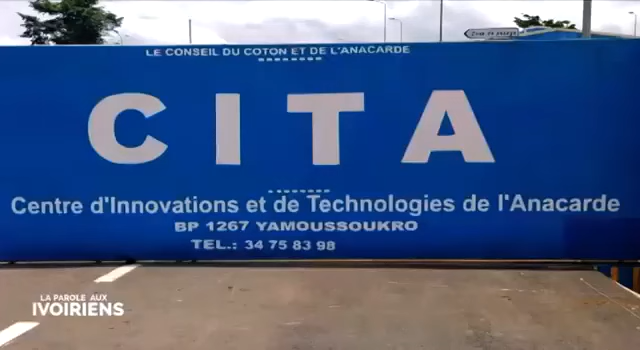 LE CONSEIL DU COTON ET DE L'ANACARDE
CITA
Centre d'Innovations et de Technologies de l'Anacarde
BP 1267 YAMOUSSOUKRO
TEL.: 34 75 83 98
LA PAROLE AUX
IVOIRIENS